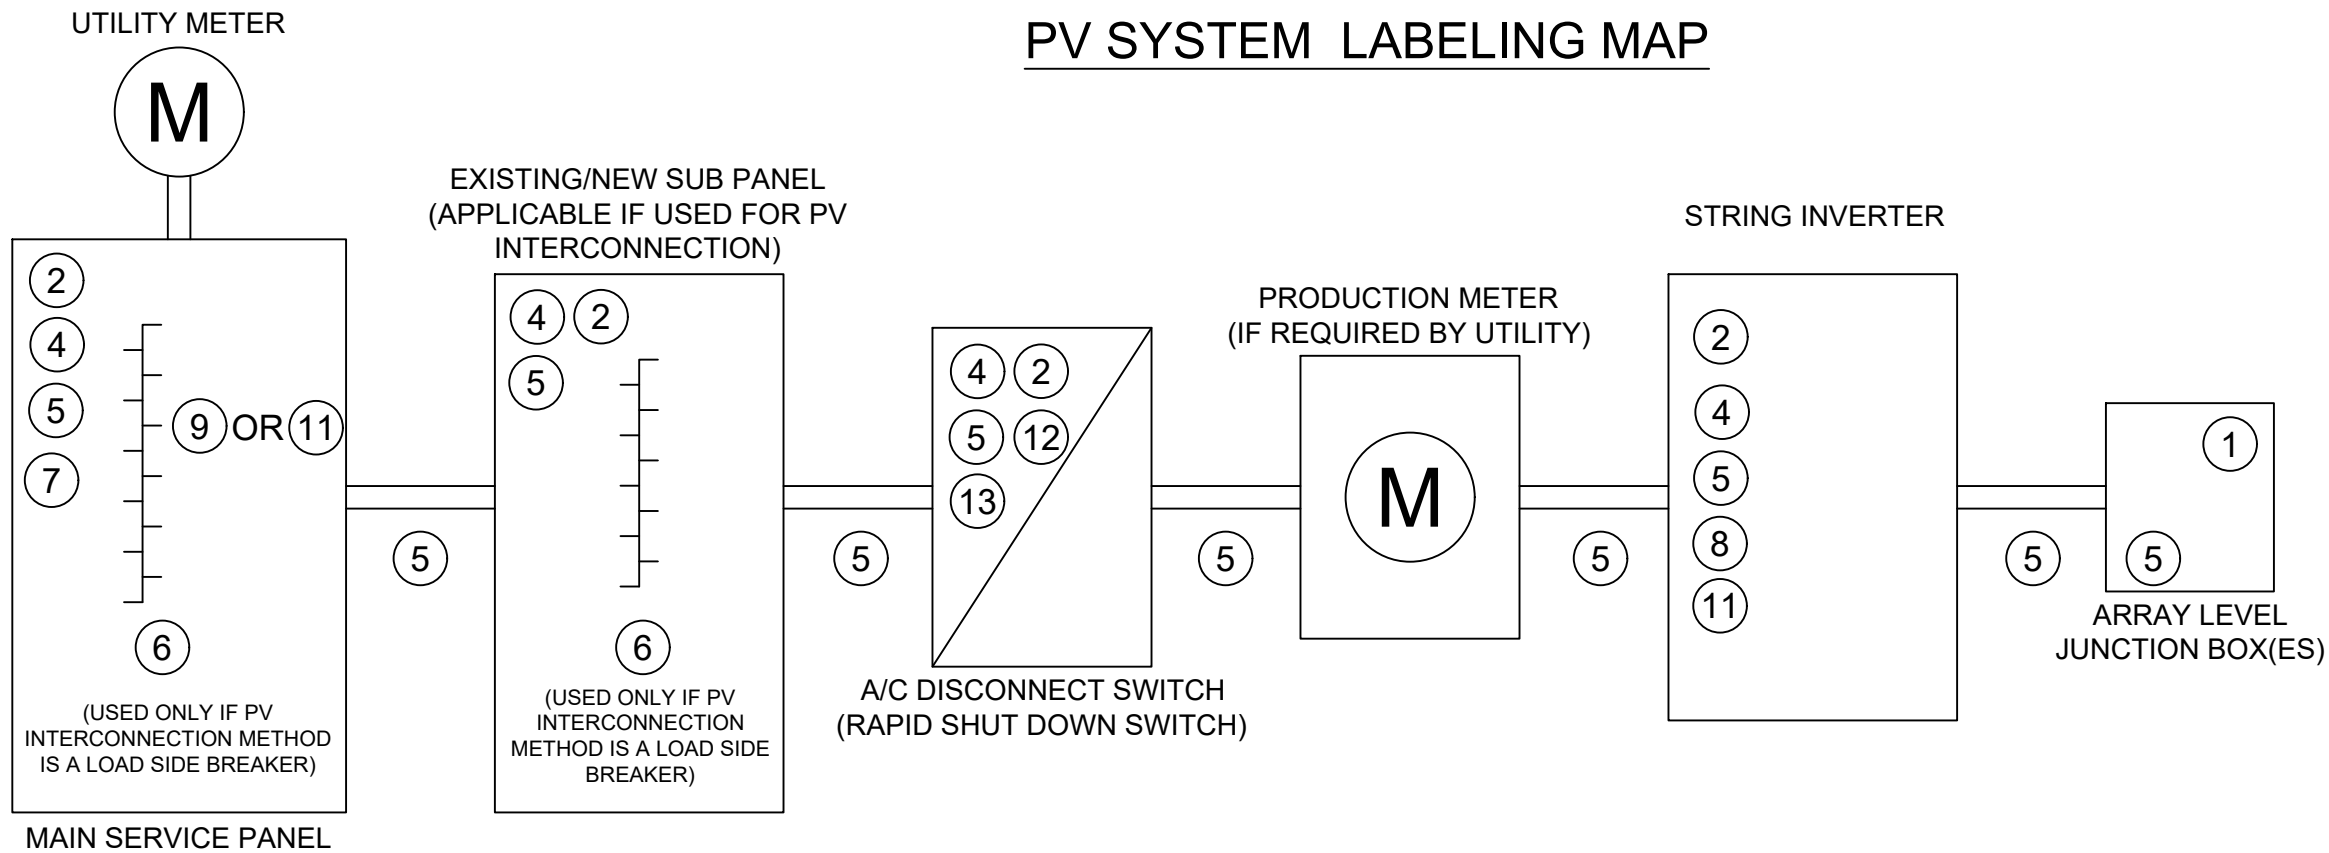 UTILITY METER
M
PV SYSTEM LABELING MAP
2
4
5
7
9 OR 11
6
(USED ONLY IF PV
INTERCONNECTION METHOD
IS A LOAD SIDE BREAKER)
MAIN SERVICE PANEL
5
EXISTING/NEW SUB PANEL
(APPLICABLE IF USED FOR PV
INTERCONNECTION)
4 2
5
6
(USED ONLY IF PV
INTERCONNECTION
METHOD IS A LOAD SIDE
BREAKER)
5
4 2
5 12
13
A/C DISCONNECT SWITCH
(RAPID SHUT DOWN SWITCH)
5
PRODUCTION METER
(IF REQUIRED BY UTILITY)
M
5
STRING INVERTER
2
4
5
8
11
5
1
5
ARRAY LEVEL
JUNCTION BOX(ES)